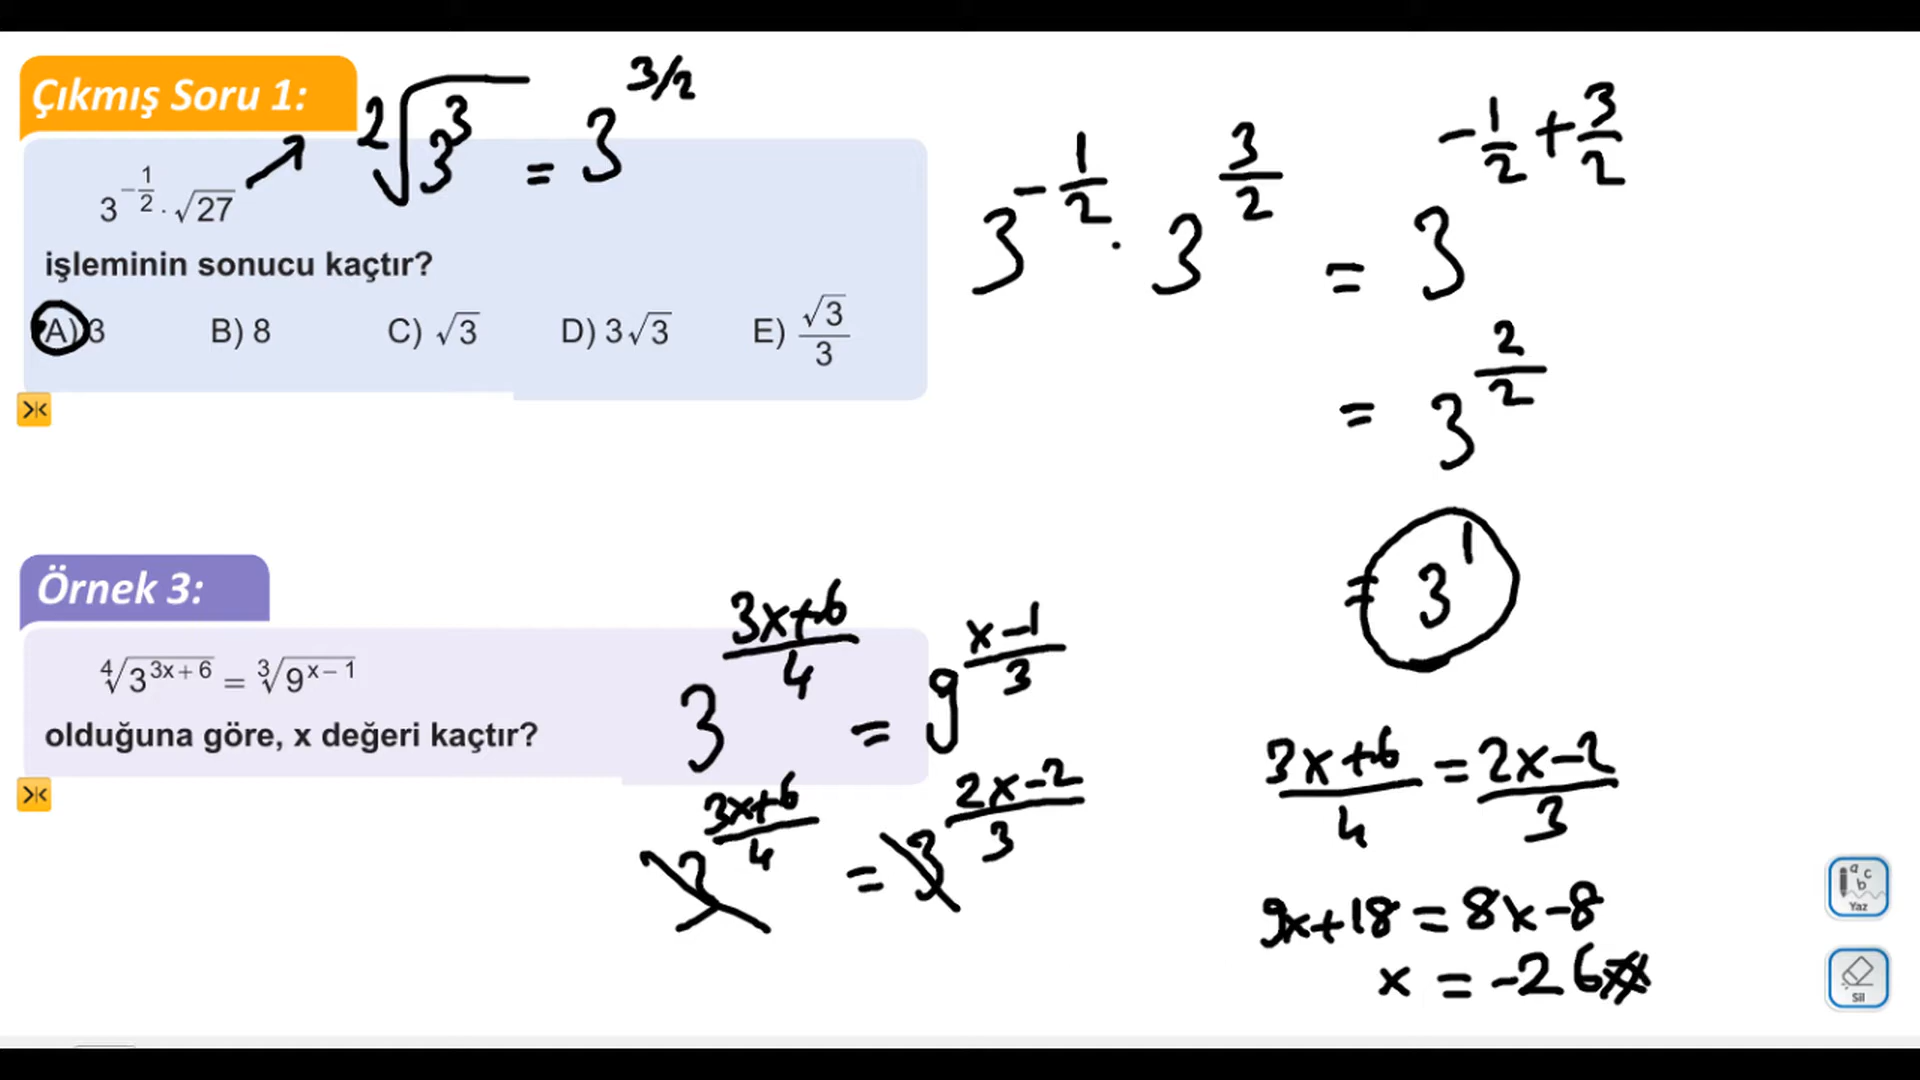 Çıkmış Soru 1:
²√3³ = 3^3/2
3^-1/2 · √27
işleminin sonucu kaçtır?
A) 3 B) 8 C) √3 D) 3√3 E) √3/3
3^-1/2 · 3^3/2 = 3^-1/2+3/2
= 3^2/2
= 3^1
Örnek 3:
⁴√3^3x+6 = ³√9^x-1
olduğuna göre, x değeri kaçtır?
3^(3x+6)/4 = 9^(x-1)/3
3^(3x+6)/4 = 3^(2x-2)/3
(3x+6)/4 = (2x-2)/3
9x+18 = 8x-8
x = -26
a b c
Yaz
Sil